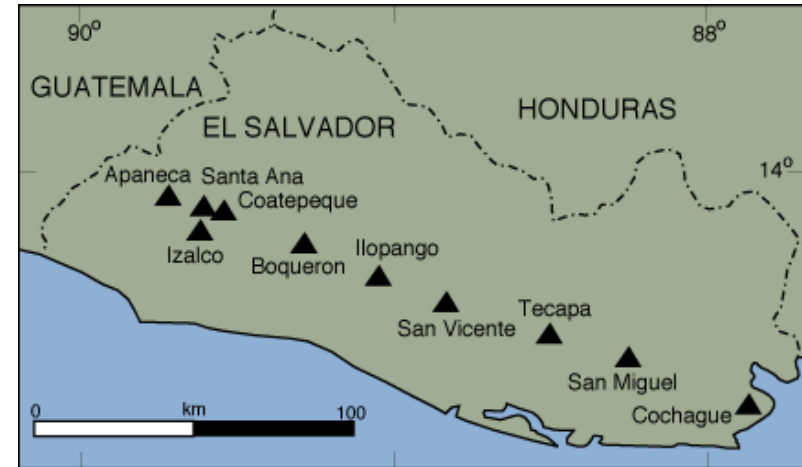 90°
88°
GUATEMALA
HONDURAS
EL SALVADOR
14°
Apaneca
Santa Ana
Coatepeque
Izalco
Boqueron
Ilopango
San Vicente
Tecapa
San Miguel
Cochague
0 km 100